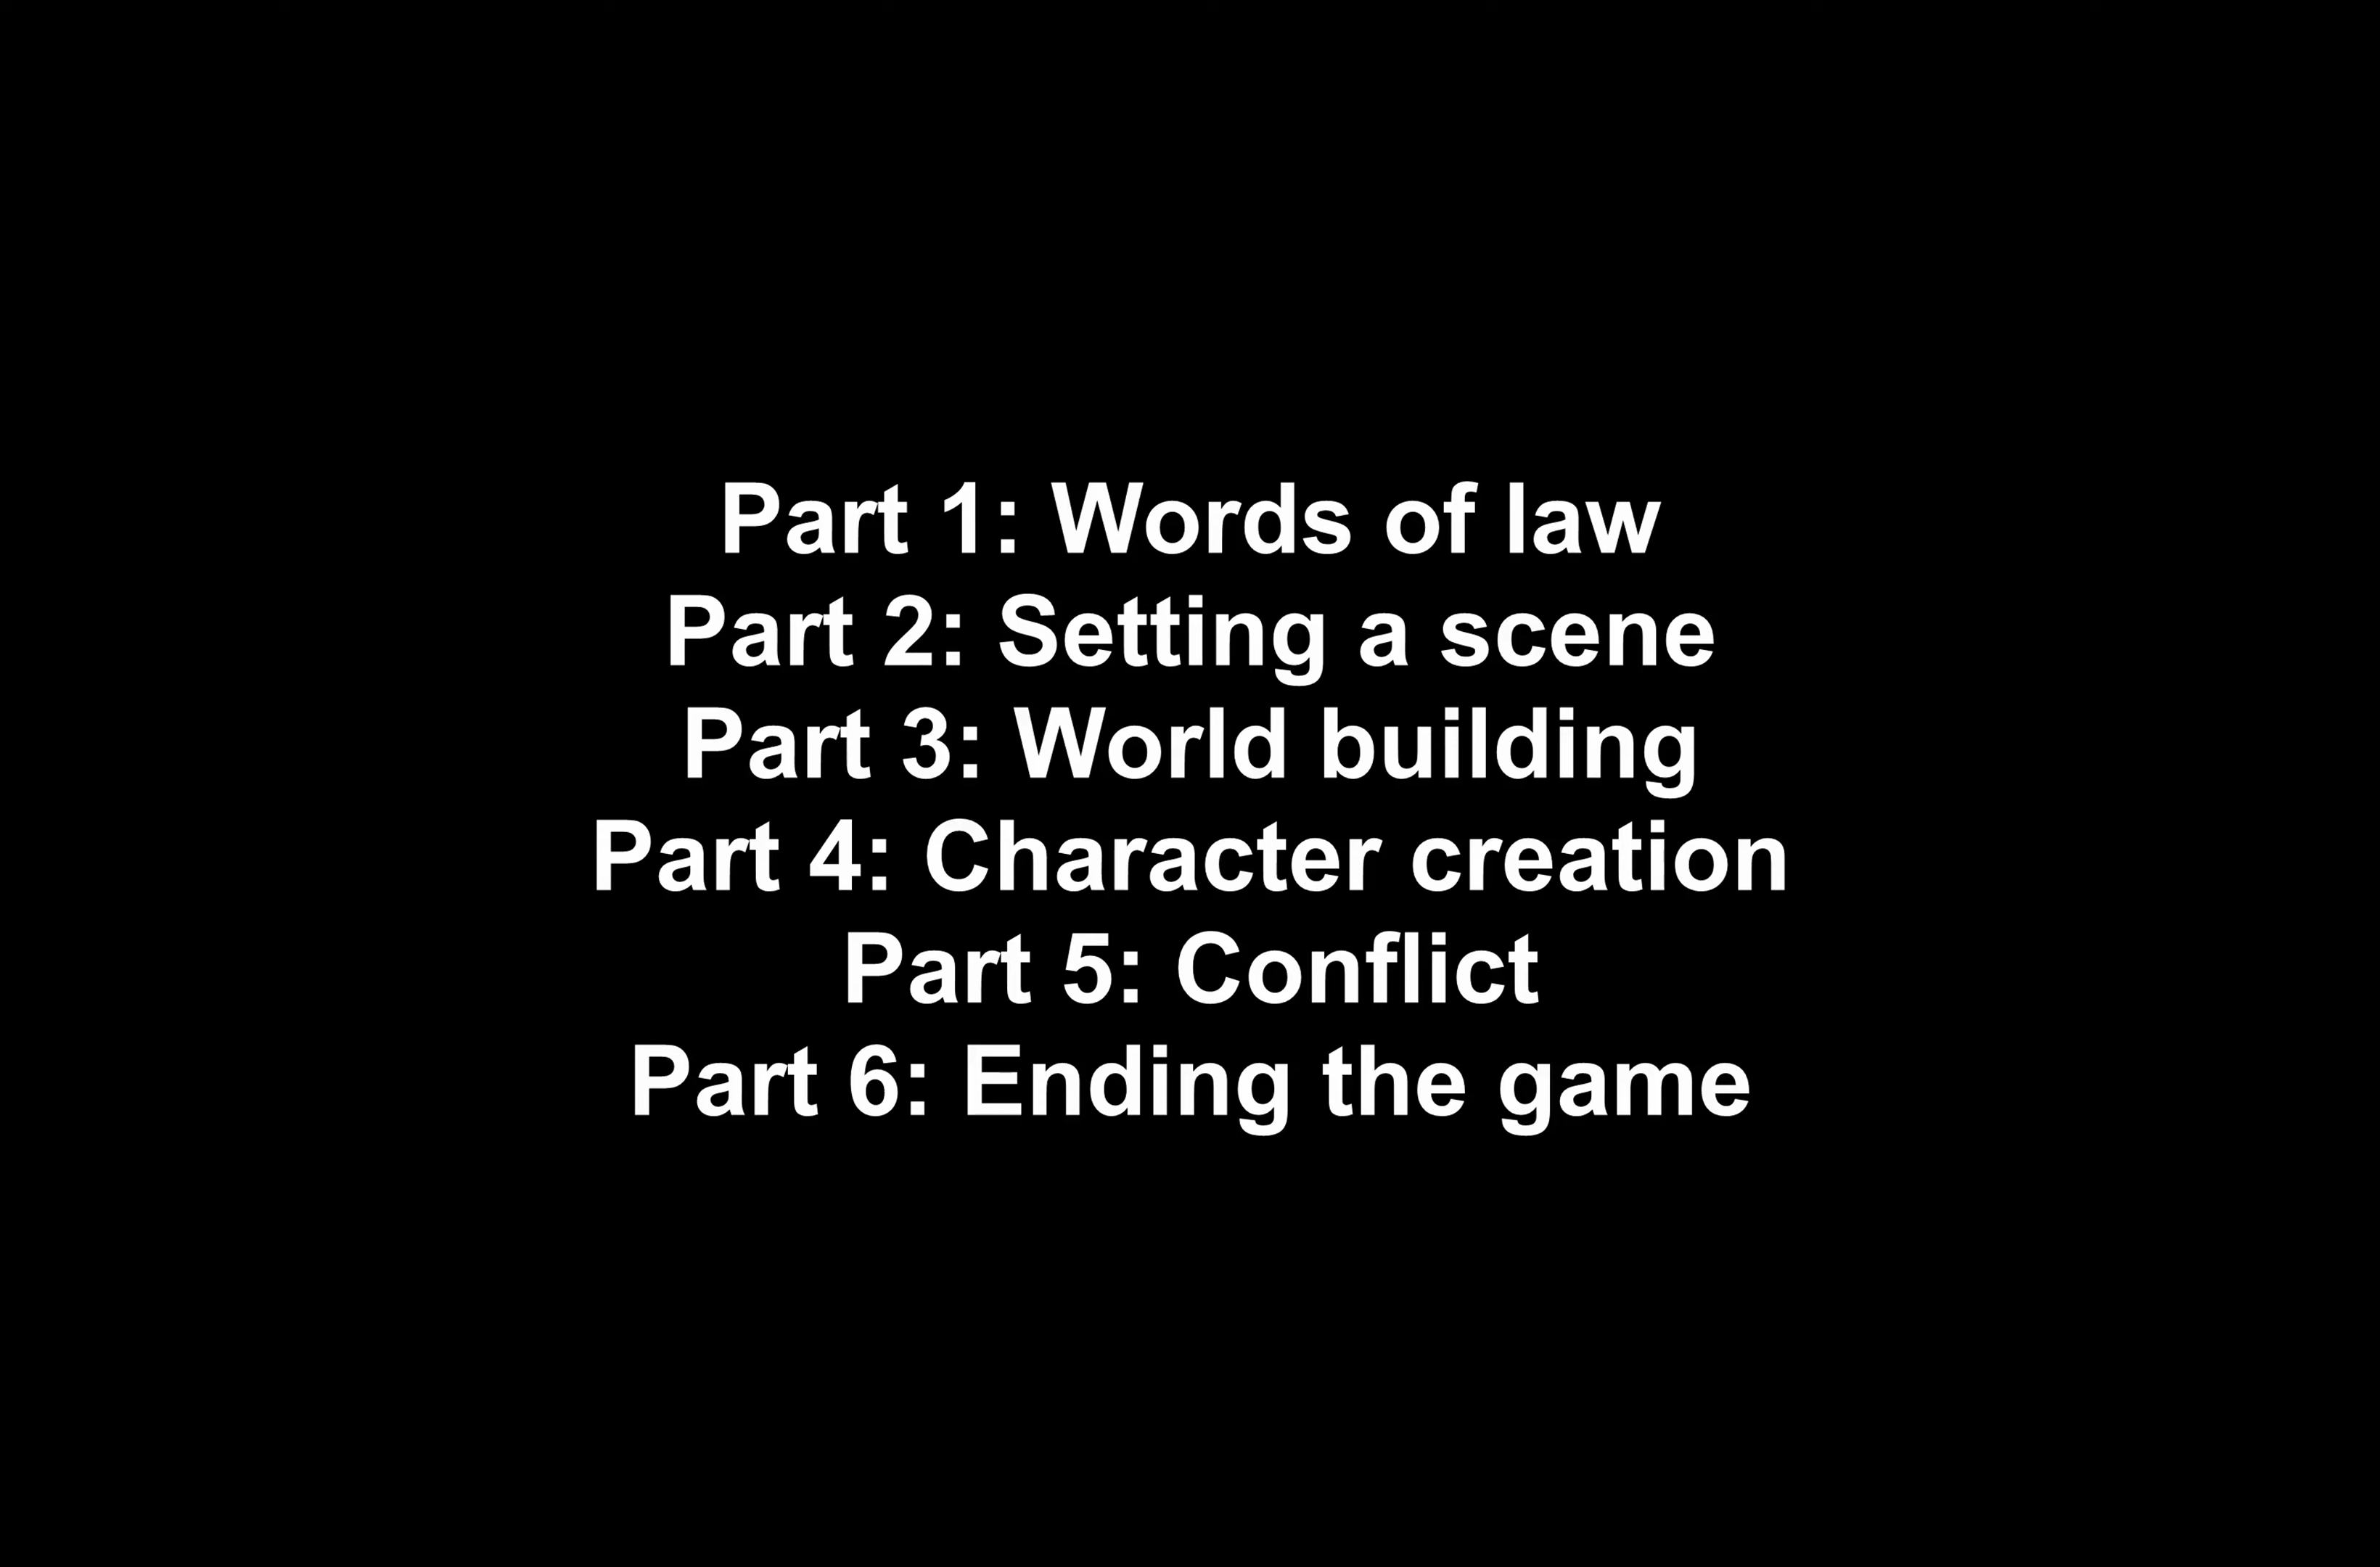 Part 1: Words of law
Part 2: Setting a scene
Part 3: World building
Part 4: Character creation
Part 5: Conflict
Part 6: Ending the game